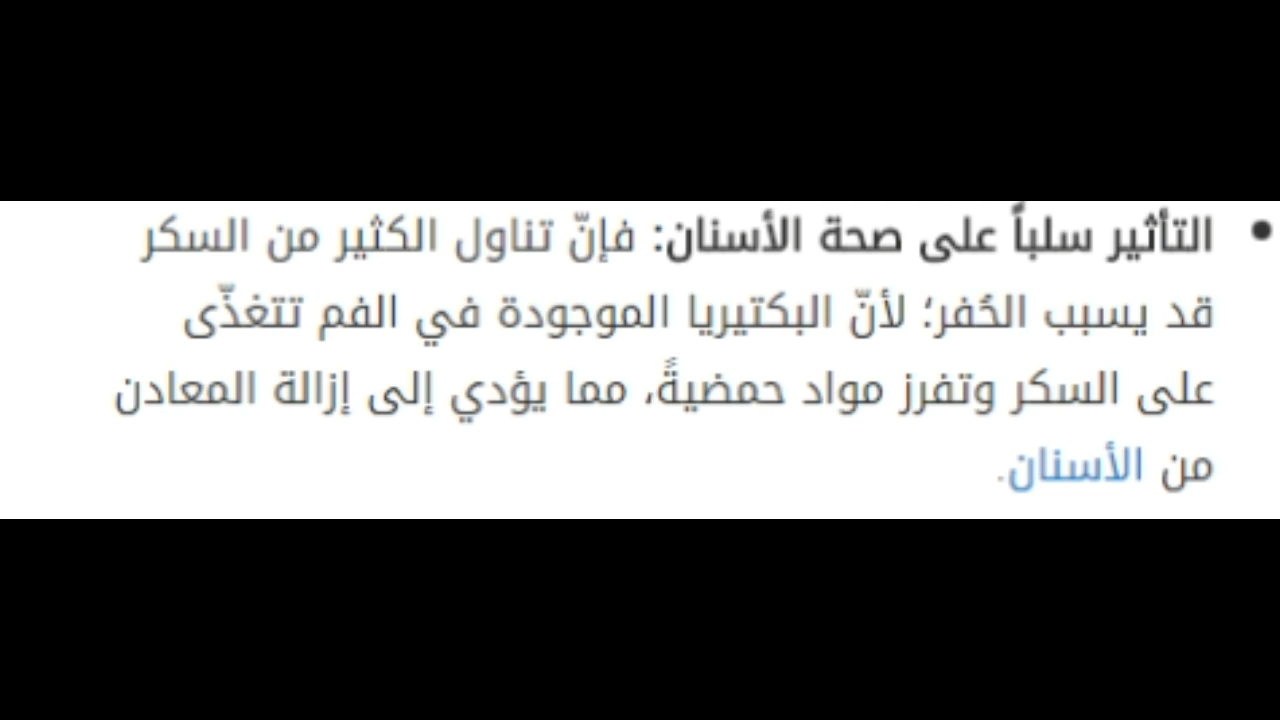 • التأثير سلباً على صحة الأسنان: فإنّ تناول الكثير من السكر
قد يسبب الحُفر؛ لأنّ البكتيريا الموجودة في الفم تتغذّى
على السكر وتفرز مواد حمضيةً، مما يؤدي إلى إزالة المعادن
من الأسنان.